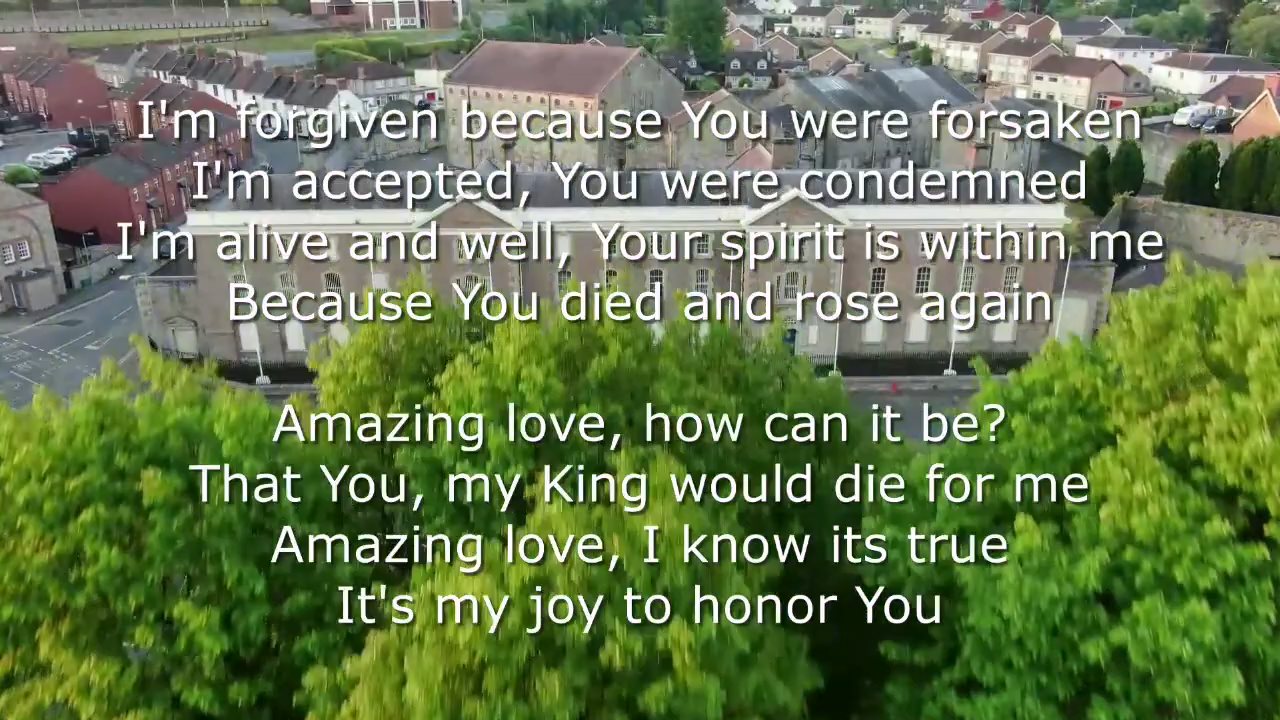 I'm forgiven because You were forsaken
I'm accepted, You were condemned
I'm alive and well, Your spirit is within me
Because You died and rose again
Amazing love, how can it be?
That You, my King would die for me
Amazing love, I know its true
It's my joy to honor You